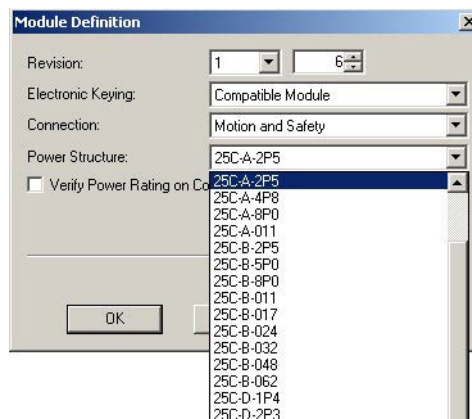 Module Definition
Revision: 1 6
Electronic Keying: Compatible Module
Connection: Motion and Safety
Power Structure: 25C-A-2P5
Verify Power Rating on Co
25C-A-2P5
25C-A-4P8
25C-A-8P0
25C-A-011
25C-B-2P5
25C-B-5P0
25C-B-8P0
25C-B-011
25C-B-017
25C-B-024
25C-B-032
25C-B-048
25C-B-062
25C-D-1P4
25C-D-2P3
OK